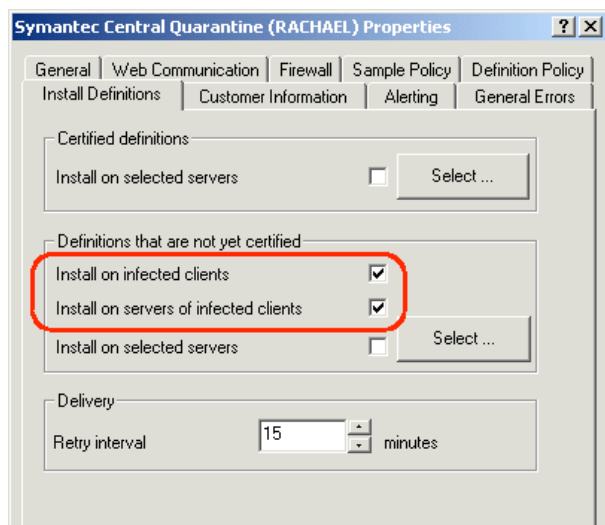 Symantec Central Quarantine (RACHAEL) Properties
General Web Communication Firewall Sample Policy Definition Policy
Install Definitions Customer Information Alerting General Errors
Certified definitions
Install on selected servers Select ...
Definitions that are not yet certified
Install on infected clients
Install on servers of infected clients
Install on selected servers Select ...
Delivery
Retry interval 15 minutes